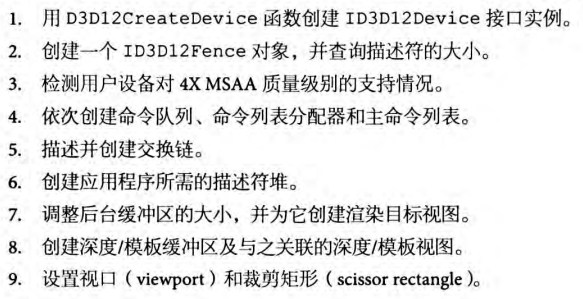 1. 用 D3D12CreateDevice 函数创建 ID3D12Device 接口实例。
2. 创建一个 ID3D12Fence 对象，并查询描述符的大小。
3. 检测用户设备对 4X MSAA 质量级别的支持情况。
4. 依次创建命令队列、命令列表分配器和主命令列表。
5. 描述并创建交换链。
6. 创建应用程序所需的描述符堆。
7. 调整后台缓冲区的大小，并为它创建渲染目标视图。
8. 创建深度/模板缓冲区及与之关联的深度/模板视图。
9. 设置视口（viewport）和裁剪矩形（scissor rectangle）。